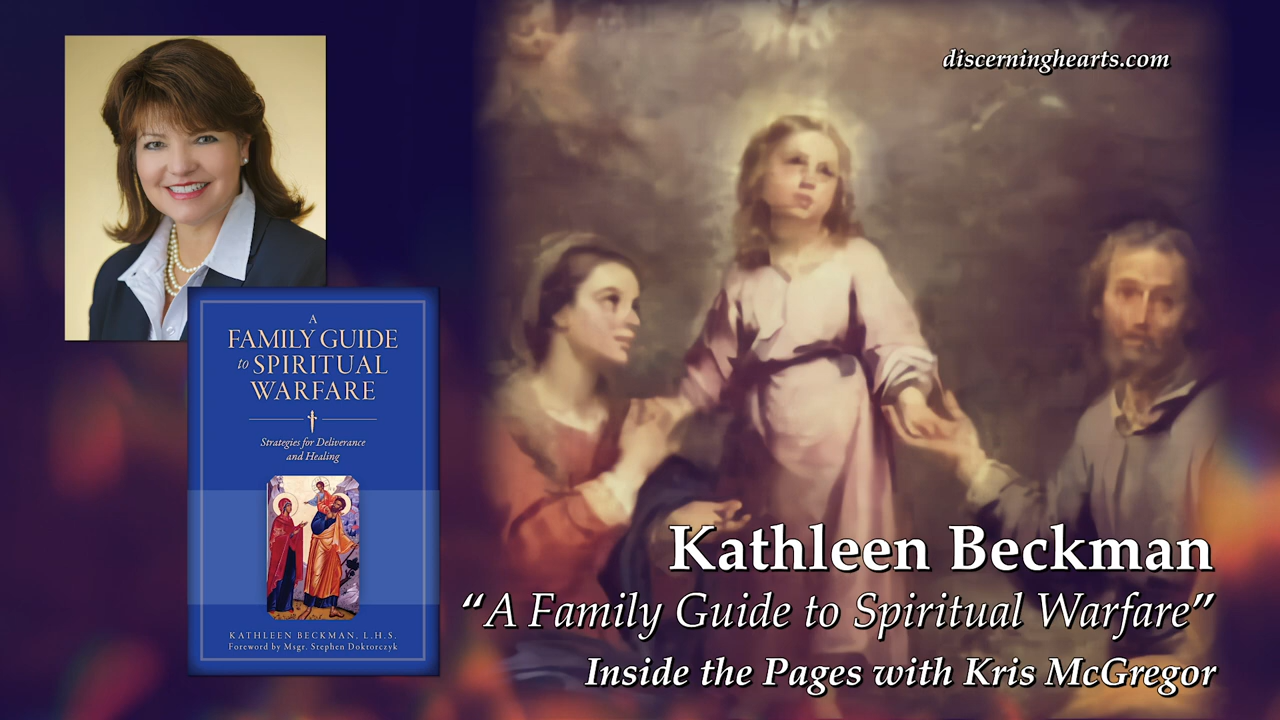 discerninghearts.com
A
FAMILY GUIDE
to SPIRITUAL
WARFARE
Strategies for Deliverance
and Healing
KATHLEEN BECKMAN, L.H.S.
Foreword by Msgr. Stephen Doktorczyk
Kathleen Beckman
“A Family Guide to Spiritual Warfare”
Inside the Pages with Kris McGregor